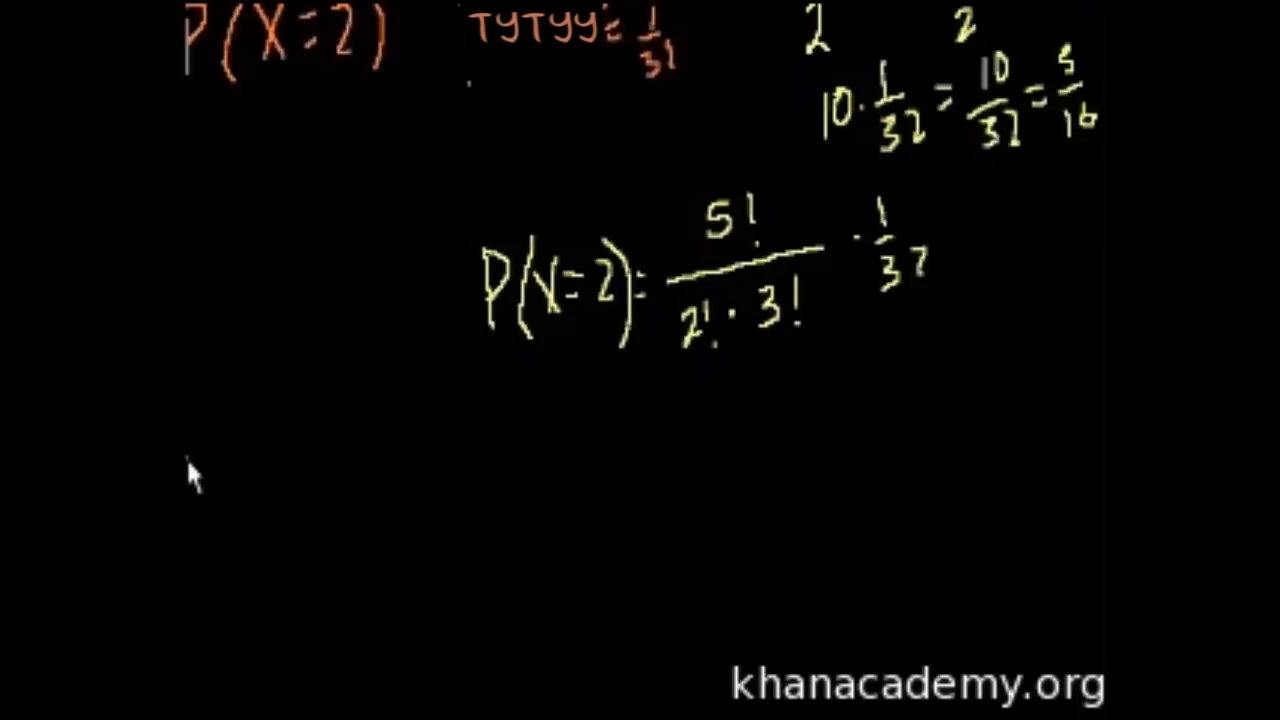 P(X=2) TYTYY = 1/32 2 2
10 · 1/32 = 10/32 = 5/16
P(X=2) = 5!/(2! · 3!) · 1/32
khanacademy.org